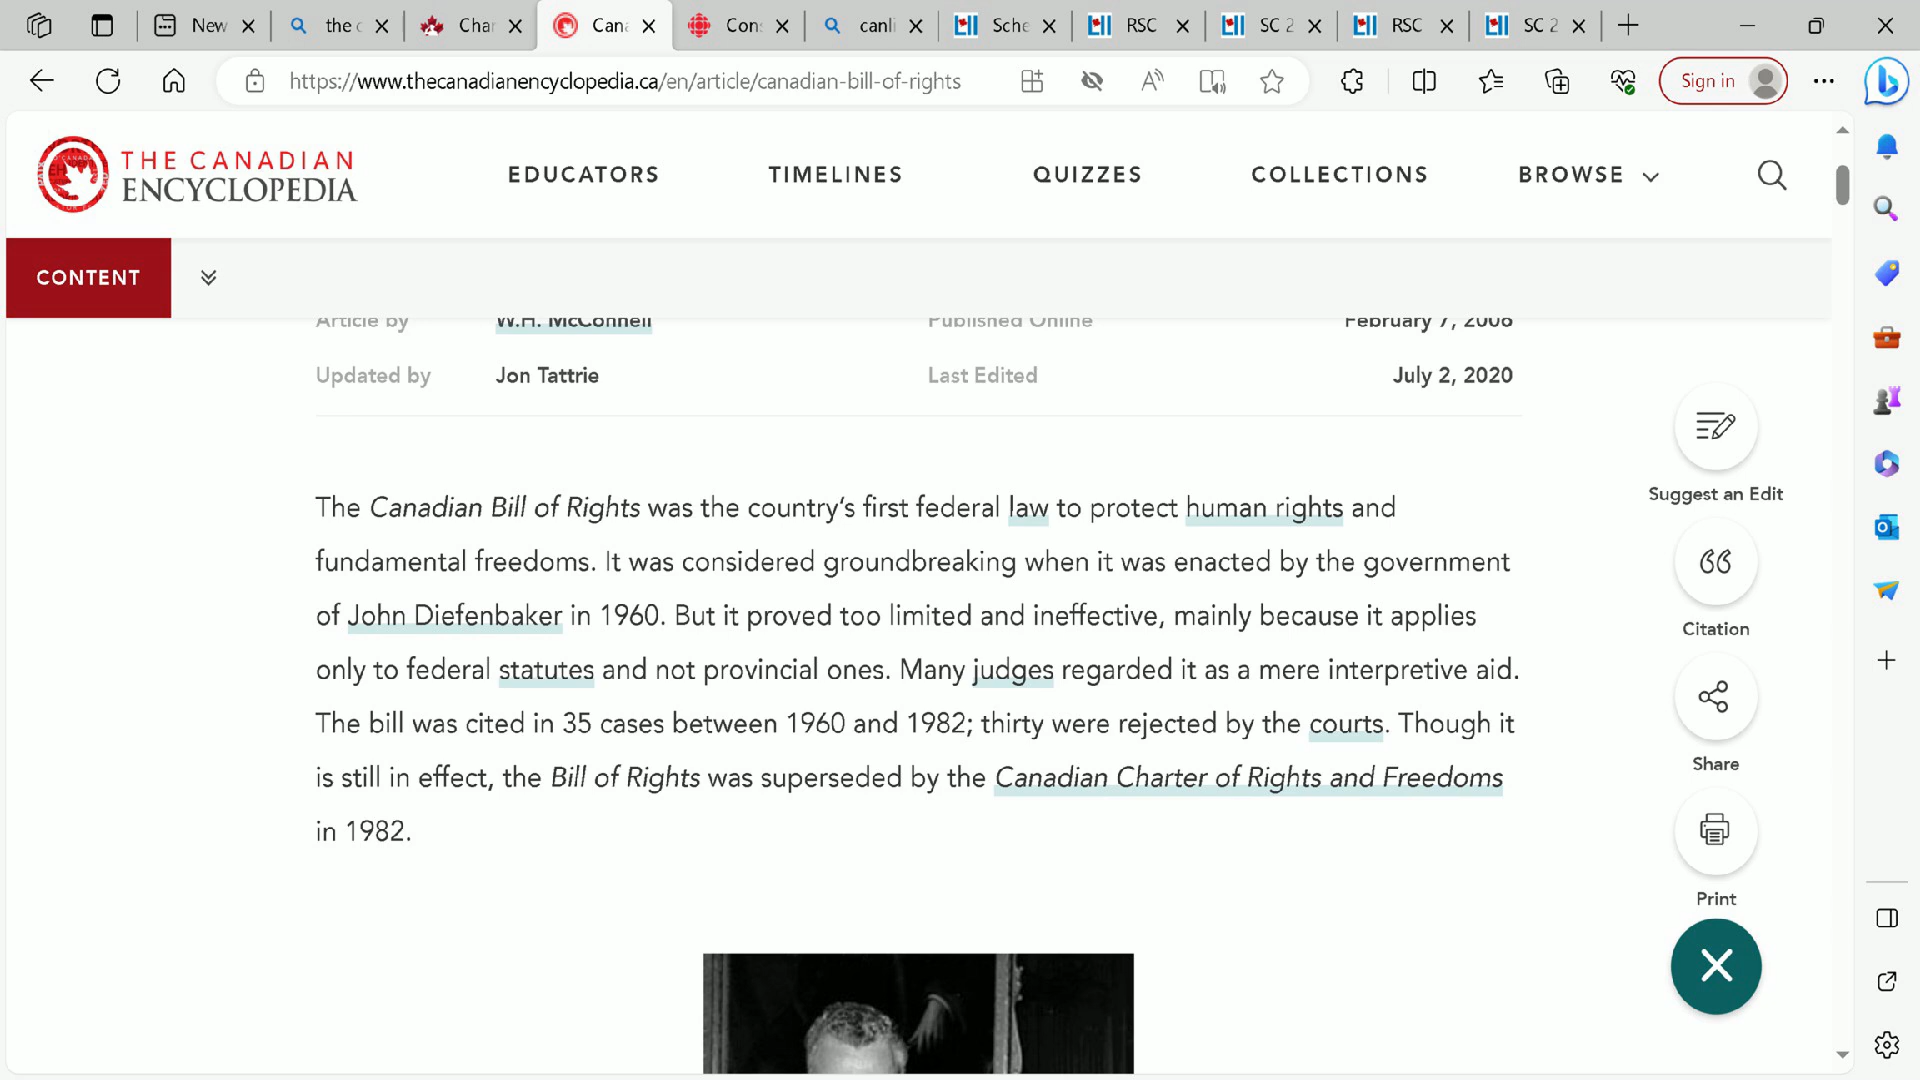 New
the c
Char
Cana
Cons
canli
Sche
RSC
SC 2
RSC
SC 2
https://www.thecanadianencyclopedia.ca/en/article/canadian-bill-of-rights
Sign in
THE CANADIAN
ENCYCLOPEDIA
EDUCATORS
TIMELINES
QUIZZES
COLLECTIONS
BROWSE
CONTENT
Article by W.H. McConnell Published Online February 7, 2006
Updated by Jon Tattrie Last Edited July 2, 2020
The Canadian Bill of Rights was the country's first federal law to protect human rights and
fundamental freedoms. It was considered groundbreaking when it was enacted by the government
of John Diefenbaker in 1960. But it proved too limited and ineffective, mainly because it applies
only to federal statutes and not provincial ones. Many judges regarded it as a mere interpretive aid.
The bill was cited in 35 cases between 1960 and 1982; thirty were rejected by the courts. Though it
is still in effect, the Bill of Rights was superseded by the Canadian Charter of Rights and Freedoms
in 1982.
Suggest an Edit
Citation
Share
Print